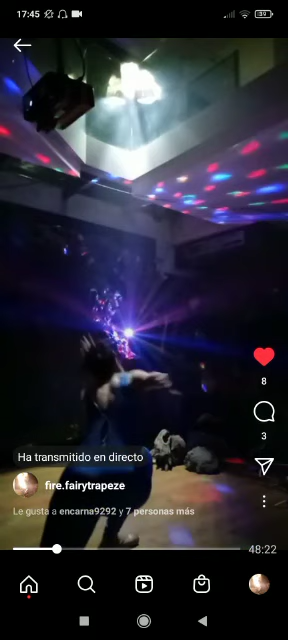 17:45
39
8
3
Ha transmitido en directo
fire.fairytrapeze
Le gusta a encarna9292 y 7 personas más
48:22